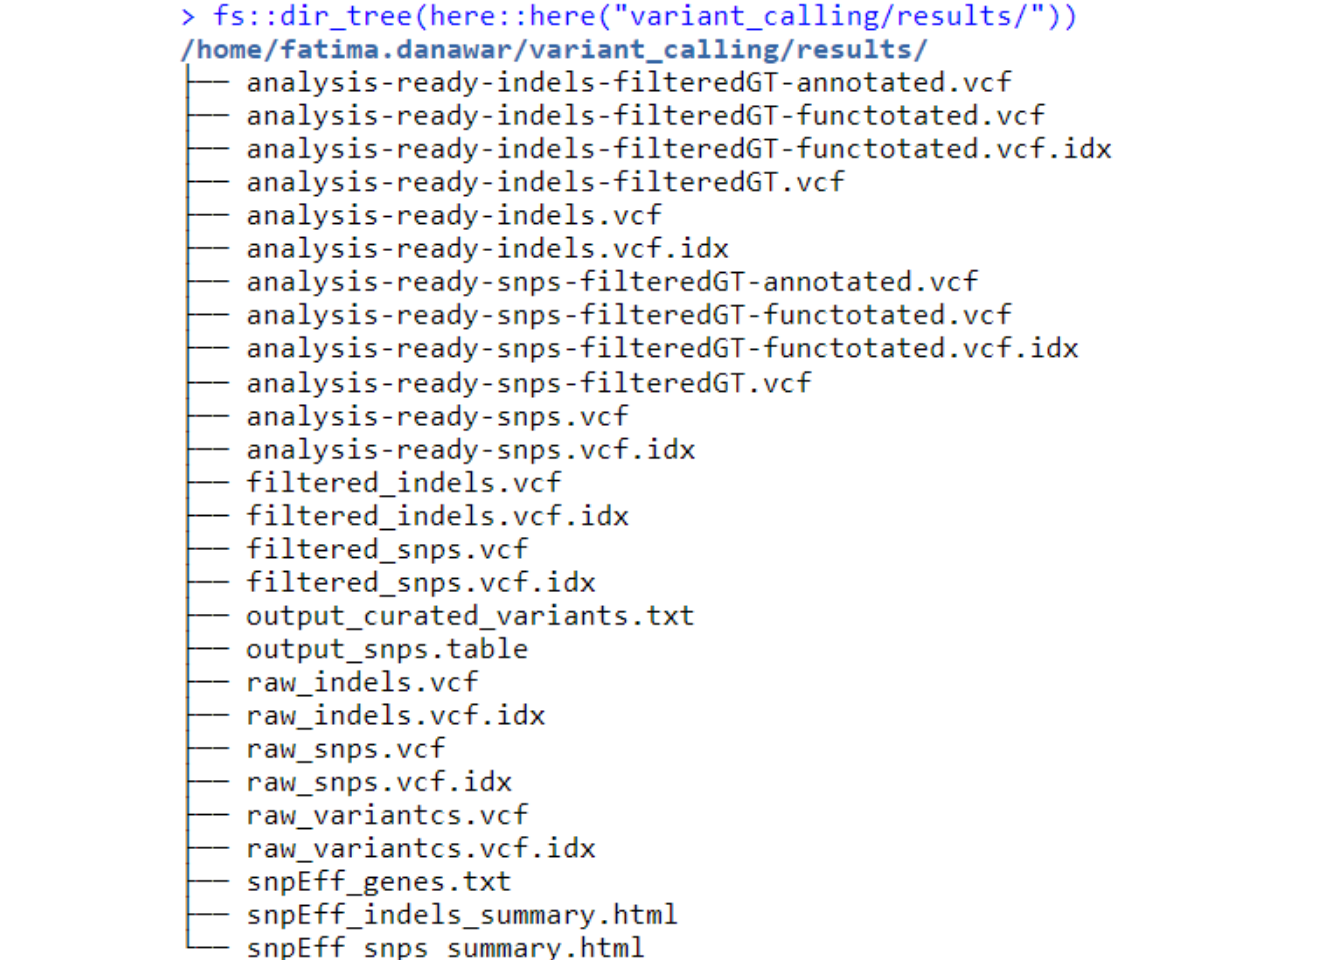 > fs::dir_tree(here::here("variant_calling/results/"))
/home/fatima.danawar/variant_calling/results/
├── analysis-ready-indels-filteredGT-annotated.vcf
├── analysis-ready-indels-filteredGT-functotated.vcf
├── analysis-ready-indels-filteredGT-functotated.vcf.idx
├── analysis-ready-indels-filteredGT.vcf
├── analysis-ready-indels.vcf
├── analysis-ready-indels.vcf.idx
├── analysis-ready-snps-filteredGT-annotated.vcf
├── analysis-ready-snps-filteredGT-functotated.vcf
├── analysis-ready-snps-filteredGT-functotated.vcf.idx
├── analysis-ready-snps-filteredGT.vcf
├── analysis-ready-snps.vcf
├── analysis-ready-snps.vcf.idx
├── filtered_indels.vcf
├── filtered_indels.vcf.idx
├── filtered_snps.vcf
├── filtered_snps.vcf.idx
├── output_curated_variants.txt
├── output_snps.table
├── raw_indels.vcf
├── raw_indels.vcf.idx
├── raw_snps.vcf
├── raw_snps.vcf.idx
├── raw_variantcs.vcf
├── raw_variantcs.vcf.idx
├── snpEff_genes.txt
├── snpEff_indels_summary.html
└── snpEff_snps_summary.html